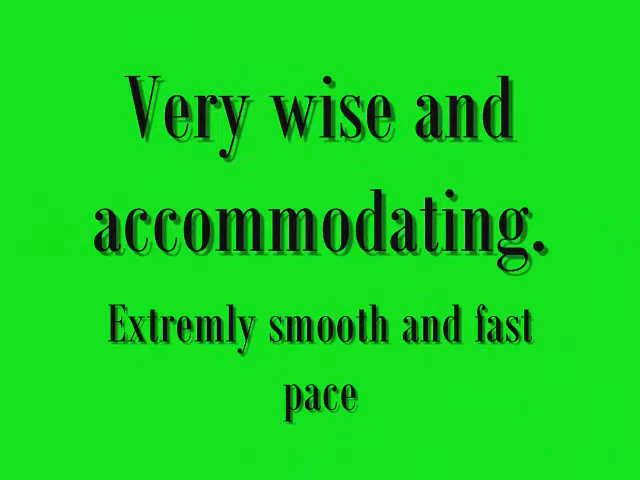 Very wise and
accommodating.
Extremly smooth and fast
pace